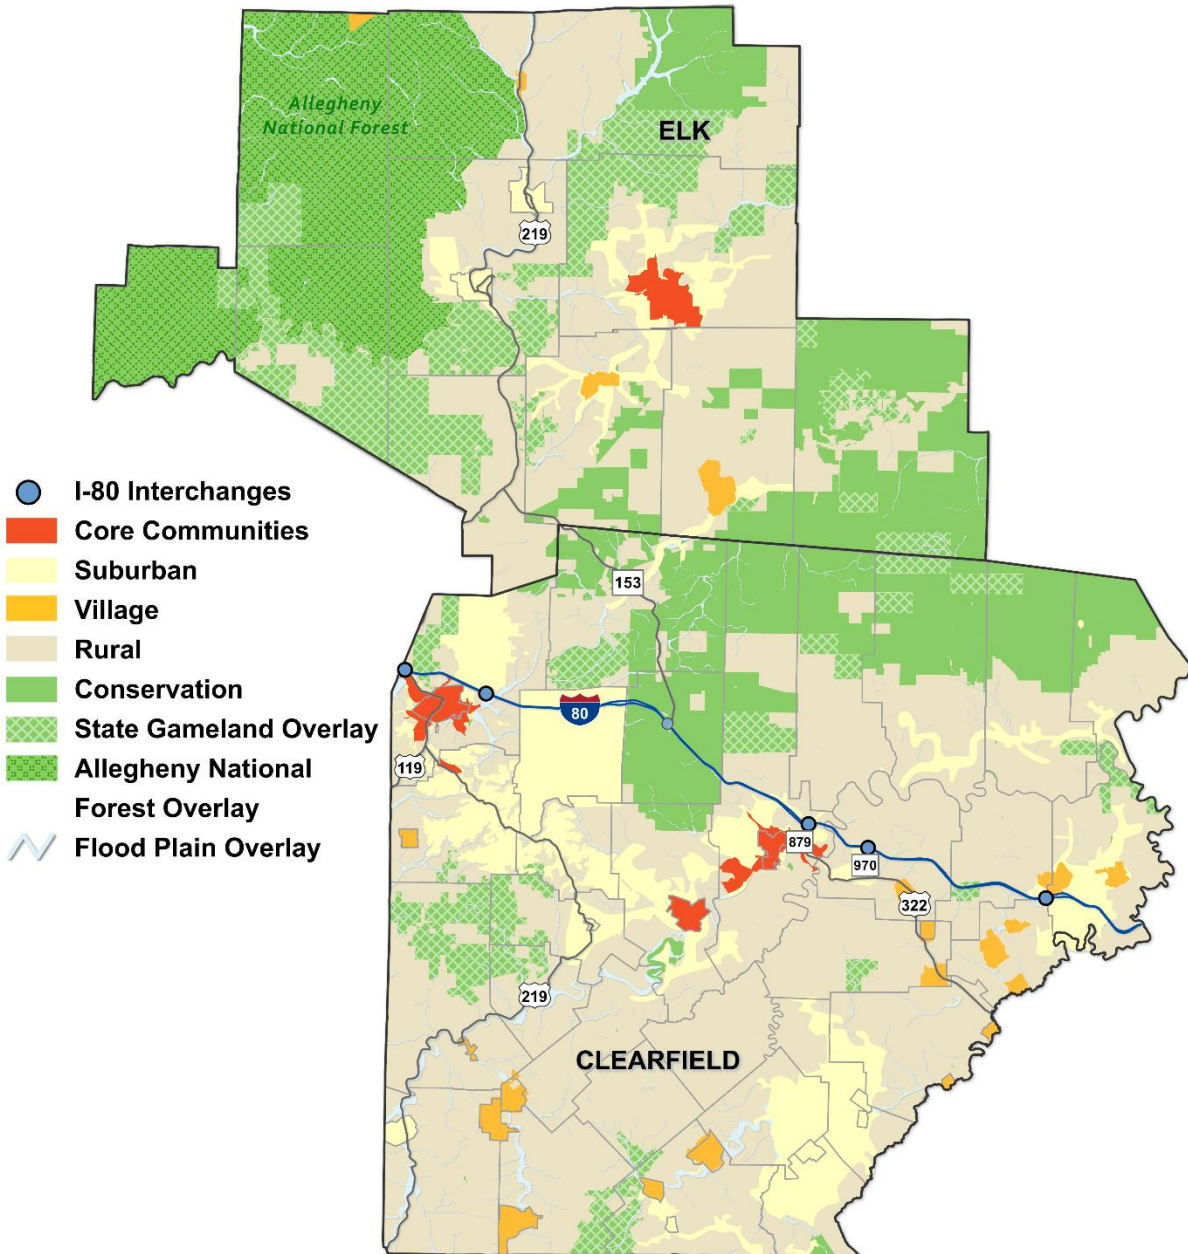 Allegheny
National Forest
ELK
219
I-80 Interchanges
Core Communities
Suburban
Village
Rural
Conservation
State Gameland Overlay
Allegheny National
Forest Overlay
Flood Plain Overlay
153
80
119
879
970
322
219
CLEARFIELD